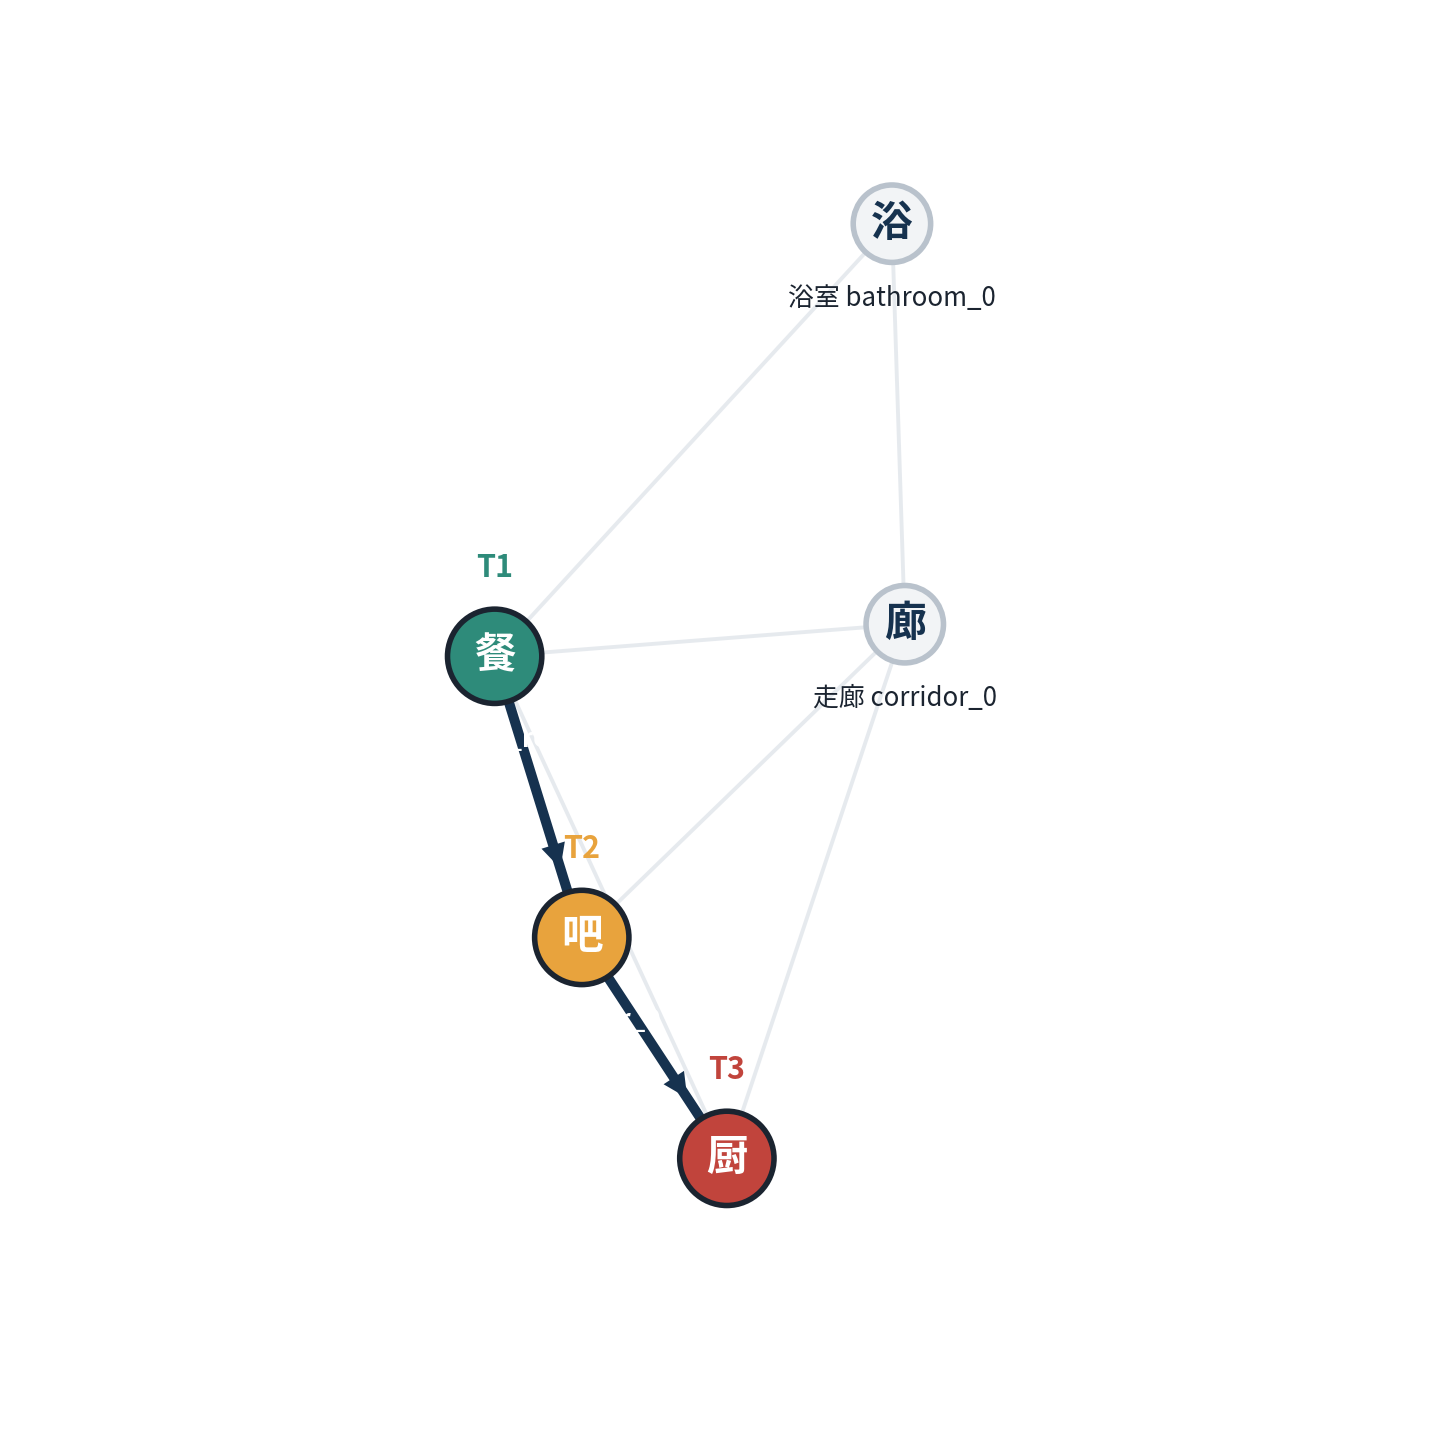 浴
浴室 bathroom_0
T1
廊
餐
走廊 corridor_0
T2
吧
T3
厨